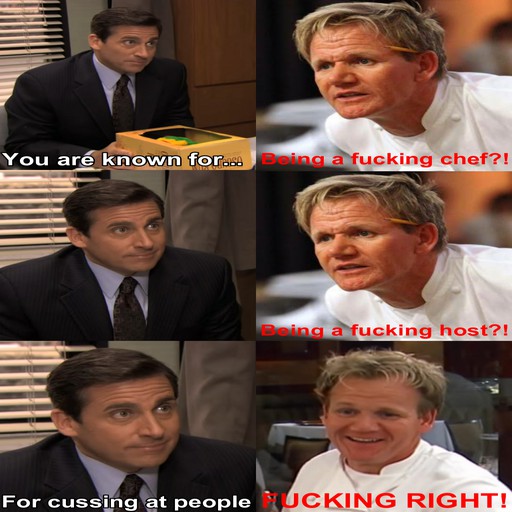 You are known for...
Being a fucking chef?!
Being a fucking host?!
For cussing at people
FUCKING RIGHT!